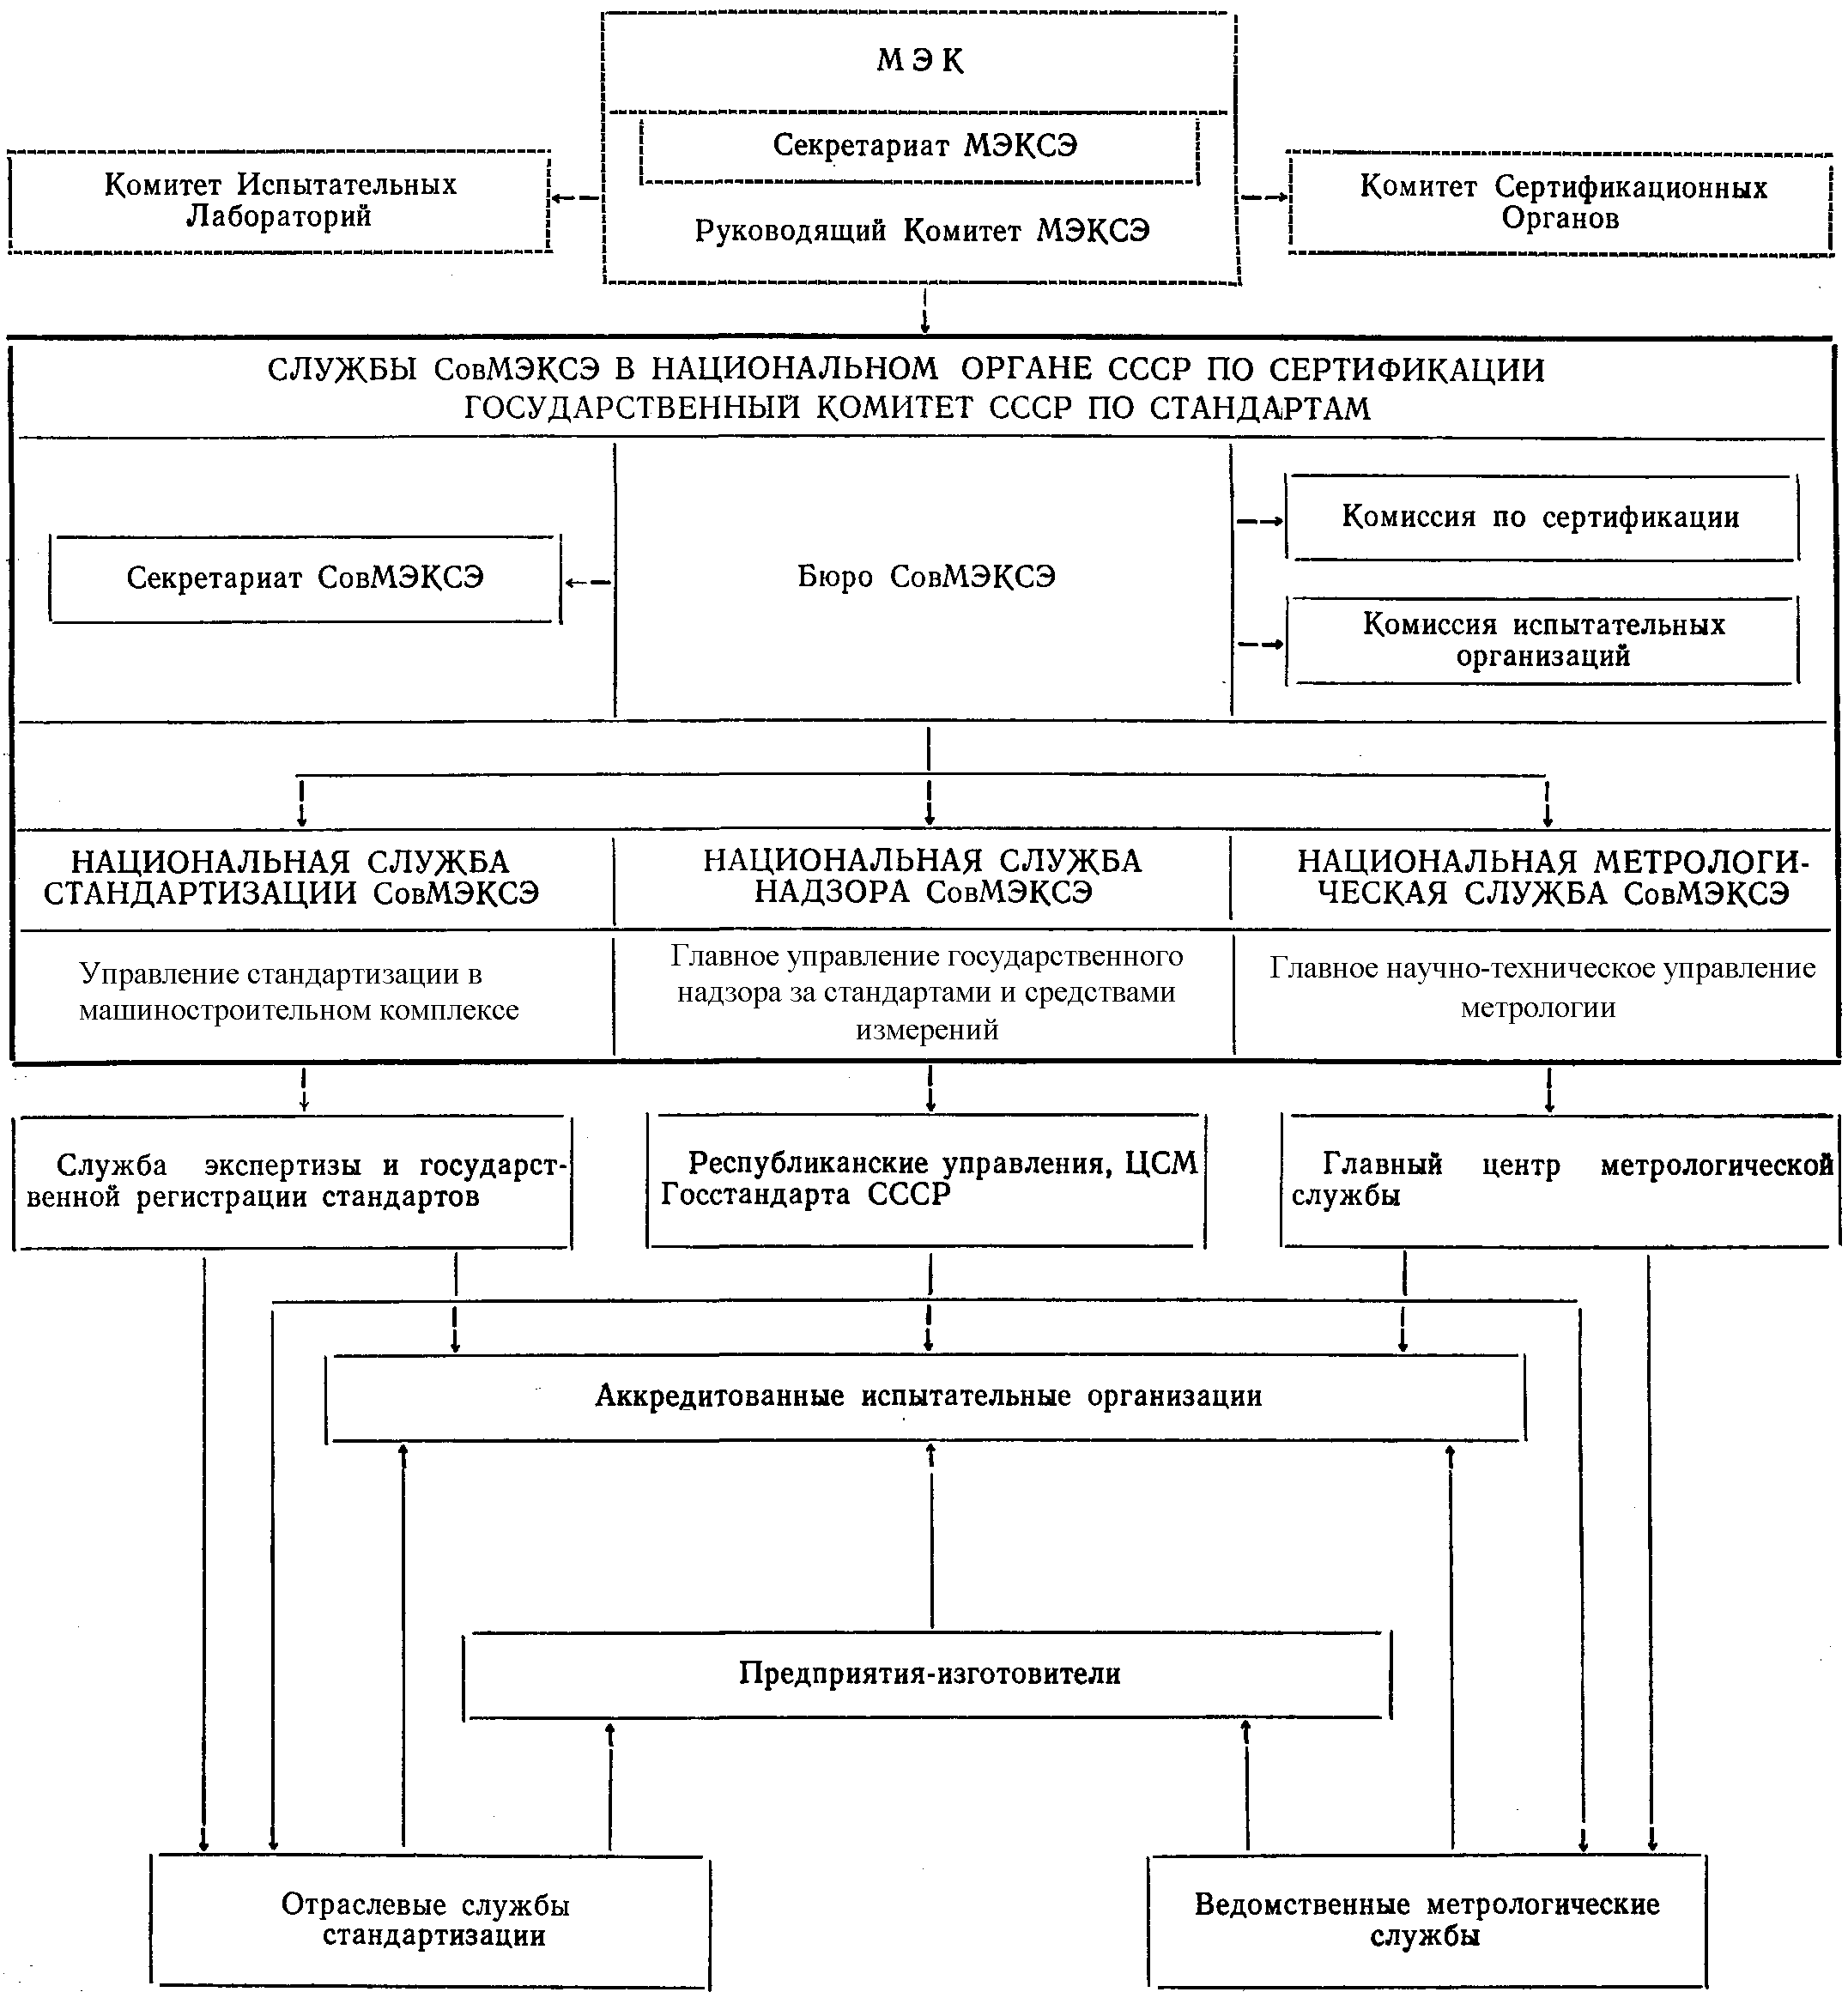 МЭК
Секретариат МЭКСЭ
Комитет Испытательных
Лабораторий
Руководящий Комитет МЭКСЭ
Комитет Сертификационных
Органов
СЛУЖБЫ СовМЭКСЭ В НАЦИОНАЛЬНОМ ОРГАНЕ СССР ПО СЕРТИФИКАЦИИ
ГОСУДАРСТВЕННЫЙ КОМИТЕТ СССР ПО СТАНДАРТАМ
Секретариат СовМЭКСЭ
Бюро СовМЭКСЭ
Комиссия по сертификации
Комиссия испытательных
организаций
НАЦИОНАЛЬНАЯ СЛУЖБА
СТАНДАРТИЗАЦИИ СовМЭКСЭ
НАЦИОНАЛЬНАЯ СЛУЖБА
НАДЗОРА СовМЭКСЭ
НАЦИОНАЛЬНАЯ МЕТРОЛОГИ-
ЧЕСКАЯ СЛУЖБА СовМЭКСЭ
Управление стандартизации в
машиностроительном комплексе
Главное управление государственного
надзора за стандартами и средствами
измерений
Главное научно-техническое управление
метрологии
Служба экспертизы и государст-
венной регистрации стандартов
Республиканские управления, ЦСМ
Госстандарта СССР
Главный центр метрологической
службы
Аккредитованные испытательные организации
Предприятия-изготовители
Отраслевые службы
стандартизации
Ведомственные метрологические
службы